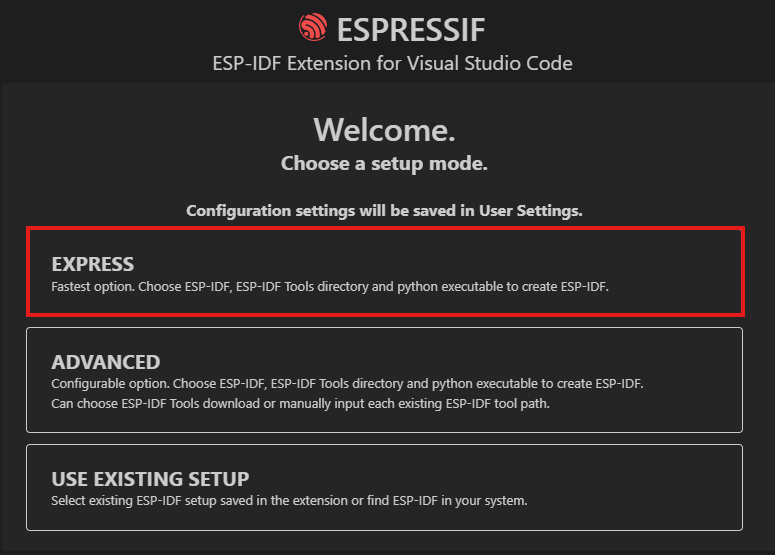 ESPRESSIF
ESP-IDF Extension for Visual Studio Code
Welcome.
Choose a setup mode.
Configuration settings will be saved in User Settings.
EXPRESS
Fastest option. Choose ESP-IDF, ESP-IDF Tools directory and python executable to create ESP-IDF.
ADVANCED
Configurable option. Choose ESP-IDF, ESP-IDF Tools directory and python executable to create ESP-IDF.
Can choose ESP-IDF Tools download or manually input each existing ESP-IDF tool path.
USE EXISTING SETUP
Select existing ESP-IDF setup saved in the extension or find ESP-IDF in your system.